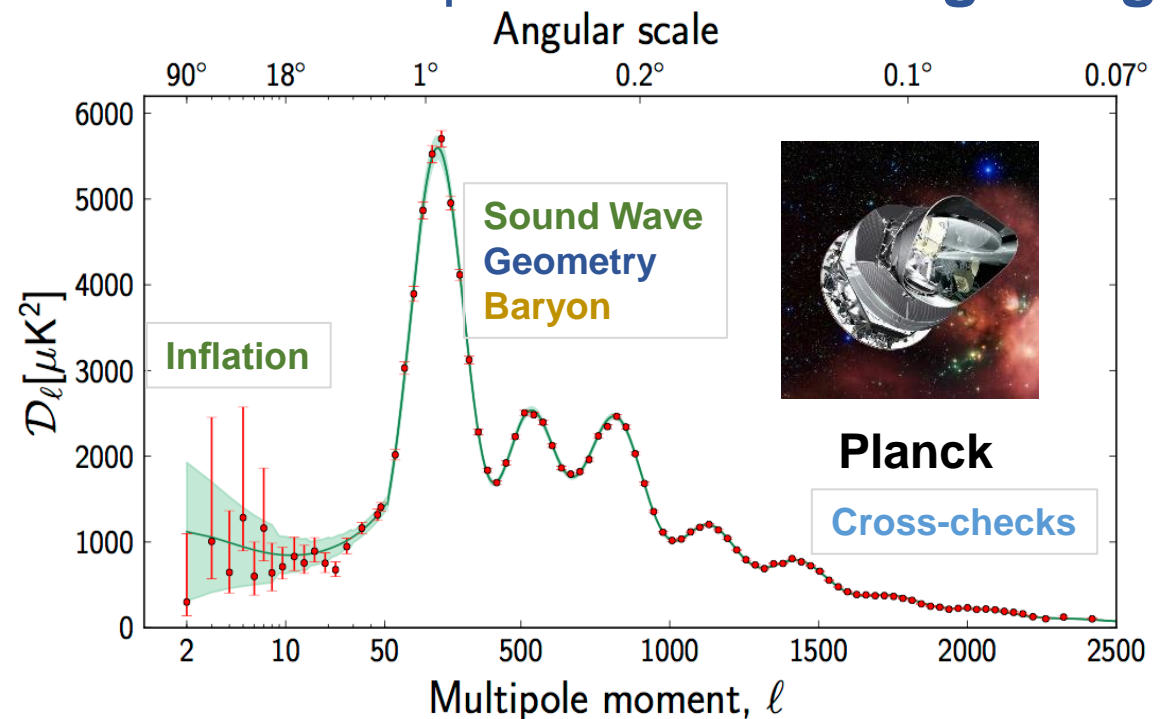 Angular scale
90° 18° 1° 0.2° 0.1° 0.07°
6000
5000
4000
3000
2000
1000
0
𝒟ℓ[μK²]
Inflation
Sound Wave
Geometry
Baryon
Planck
Cross-checks
2 10 50 500 1000 1500 2000 2500
Multipole moment, ℓ